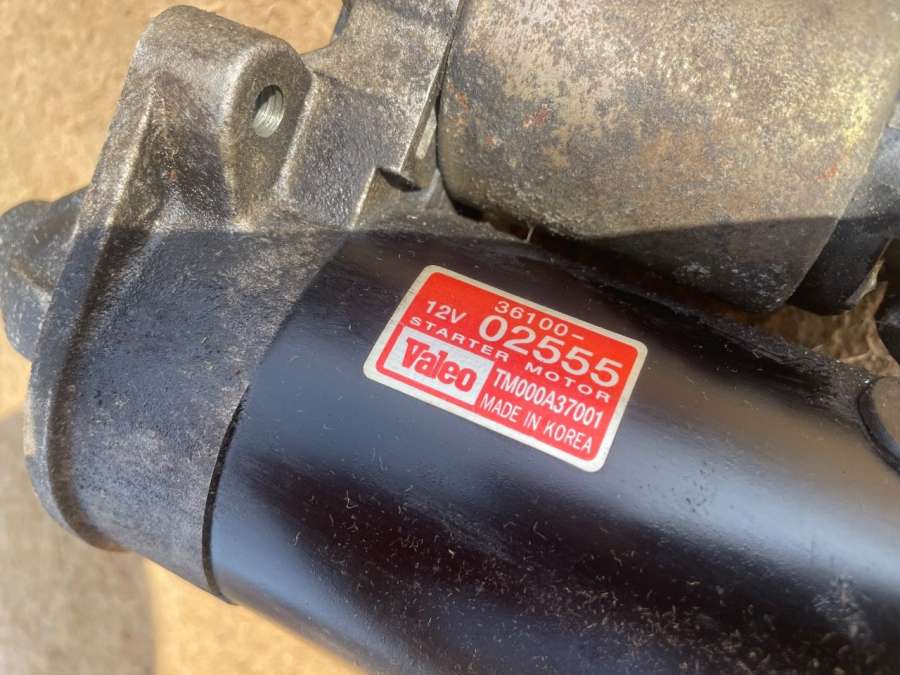 36100-
12V 02555
STARTER MOTOR
Valeo TM000A37001
MADE IN KOREA